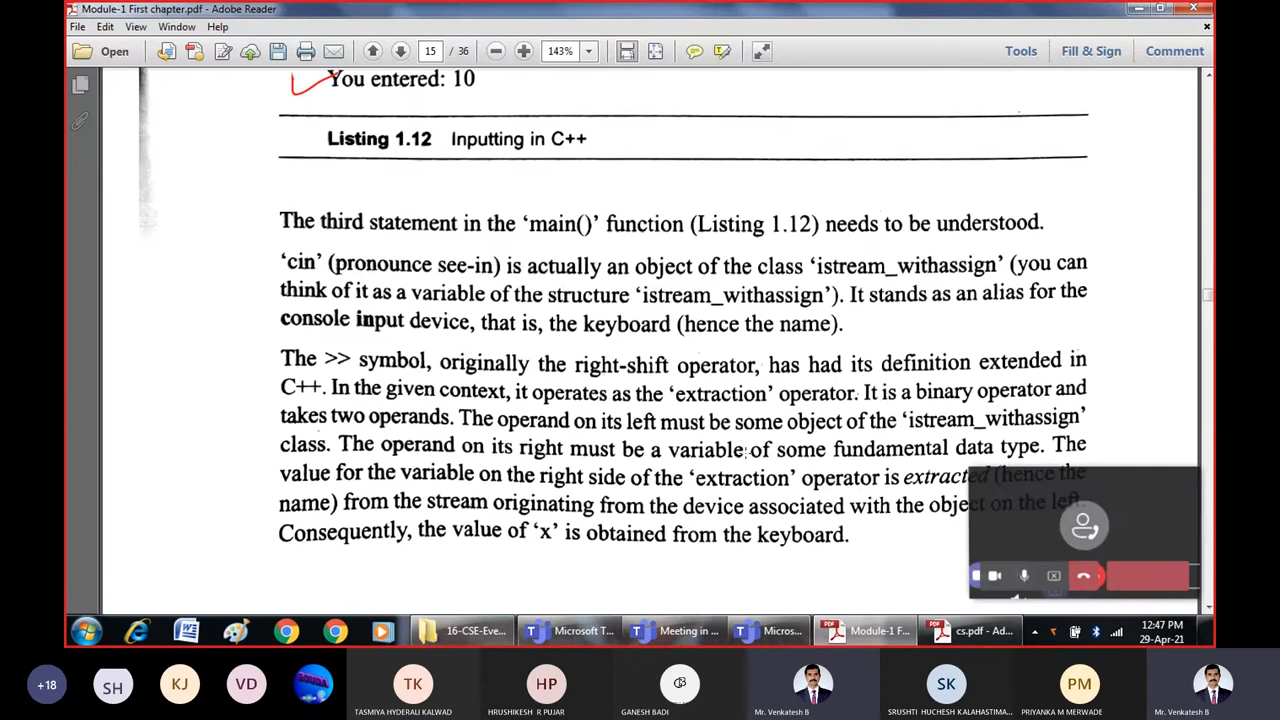 Module-1 First chapter.pdf - Adobe Reader
File Edit View Window Help
Open 15 / 36 143% Tools Fill & Sign Comment
You entered: 10
Listing 1.12 Inputting in C++
The third statement in the ‘main()’ function (Listing 1.12) needs to be understood.
‘cin’ (pronounce see-in) is actually an object of the class ‘istream_withassign’ (you can
think of it as a variable of the structure ‘istream_withassign’). It stands as an alias for the
console input device, that is, the keyboard (hence the name).
The >> symbol, originally the right-shift operator, has had its definition extended in
C++. In the given context, it operates as the ‘extraction’ operator. It is a binary operator and
takes two operands. The operand on its left must be some object of the ‘istream_withassign’
class. The operand on its right must be a variable of some fundamental data type. The
value for the variable on the right side of the ‘extraction’ operator is extracted (hence the
name) from the stream originating from the device associated with the object on the left.
Consequently, the value of ‘x’ is obtained from the keyboard.
16-CSE-Eve... Microsoft T... Meeting in ... Micros... Module-1 F... cs.pdf - Ad... 12:47 PM
29-Apr-21
+18 SH KJ VD TK HP GB SK PM
TASMIYA HYDERALI KALWAD HRUSHIKESH R PUJAR GANESH BADI Mr. Venkatesh B SRUSHTI HUCHESH KALAHASTIMA... PRIYANKA M MERWADE Mr. Venkatesh B